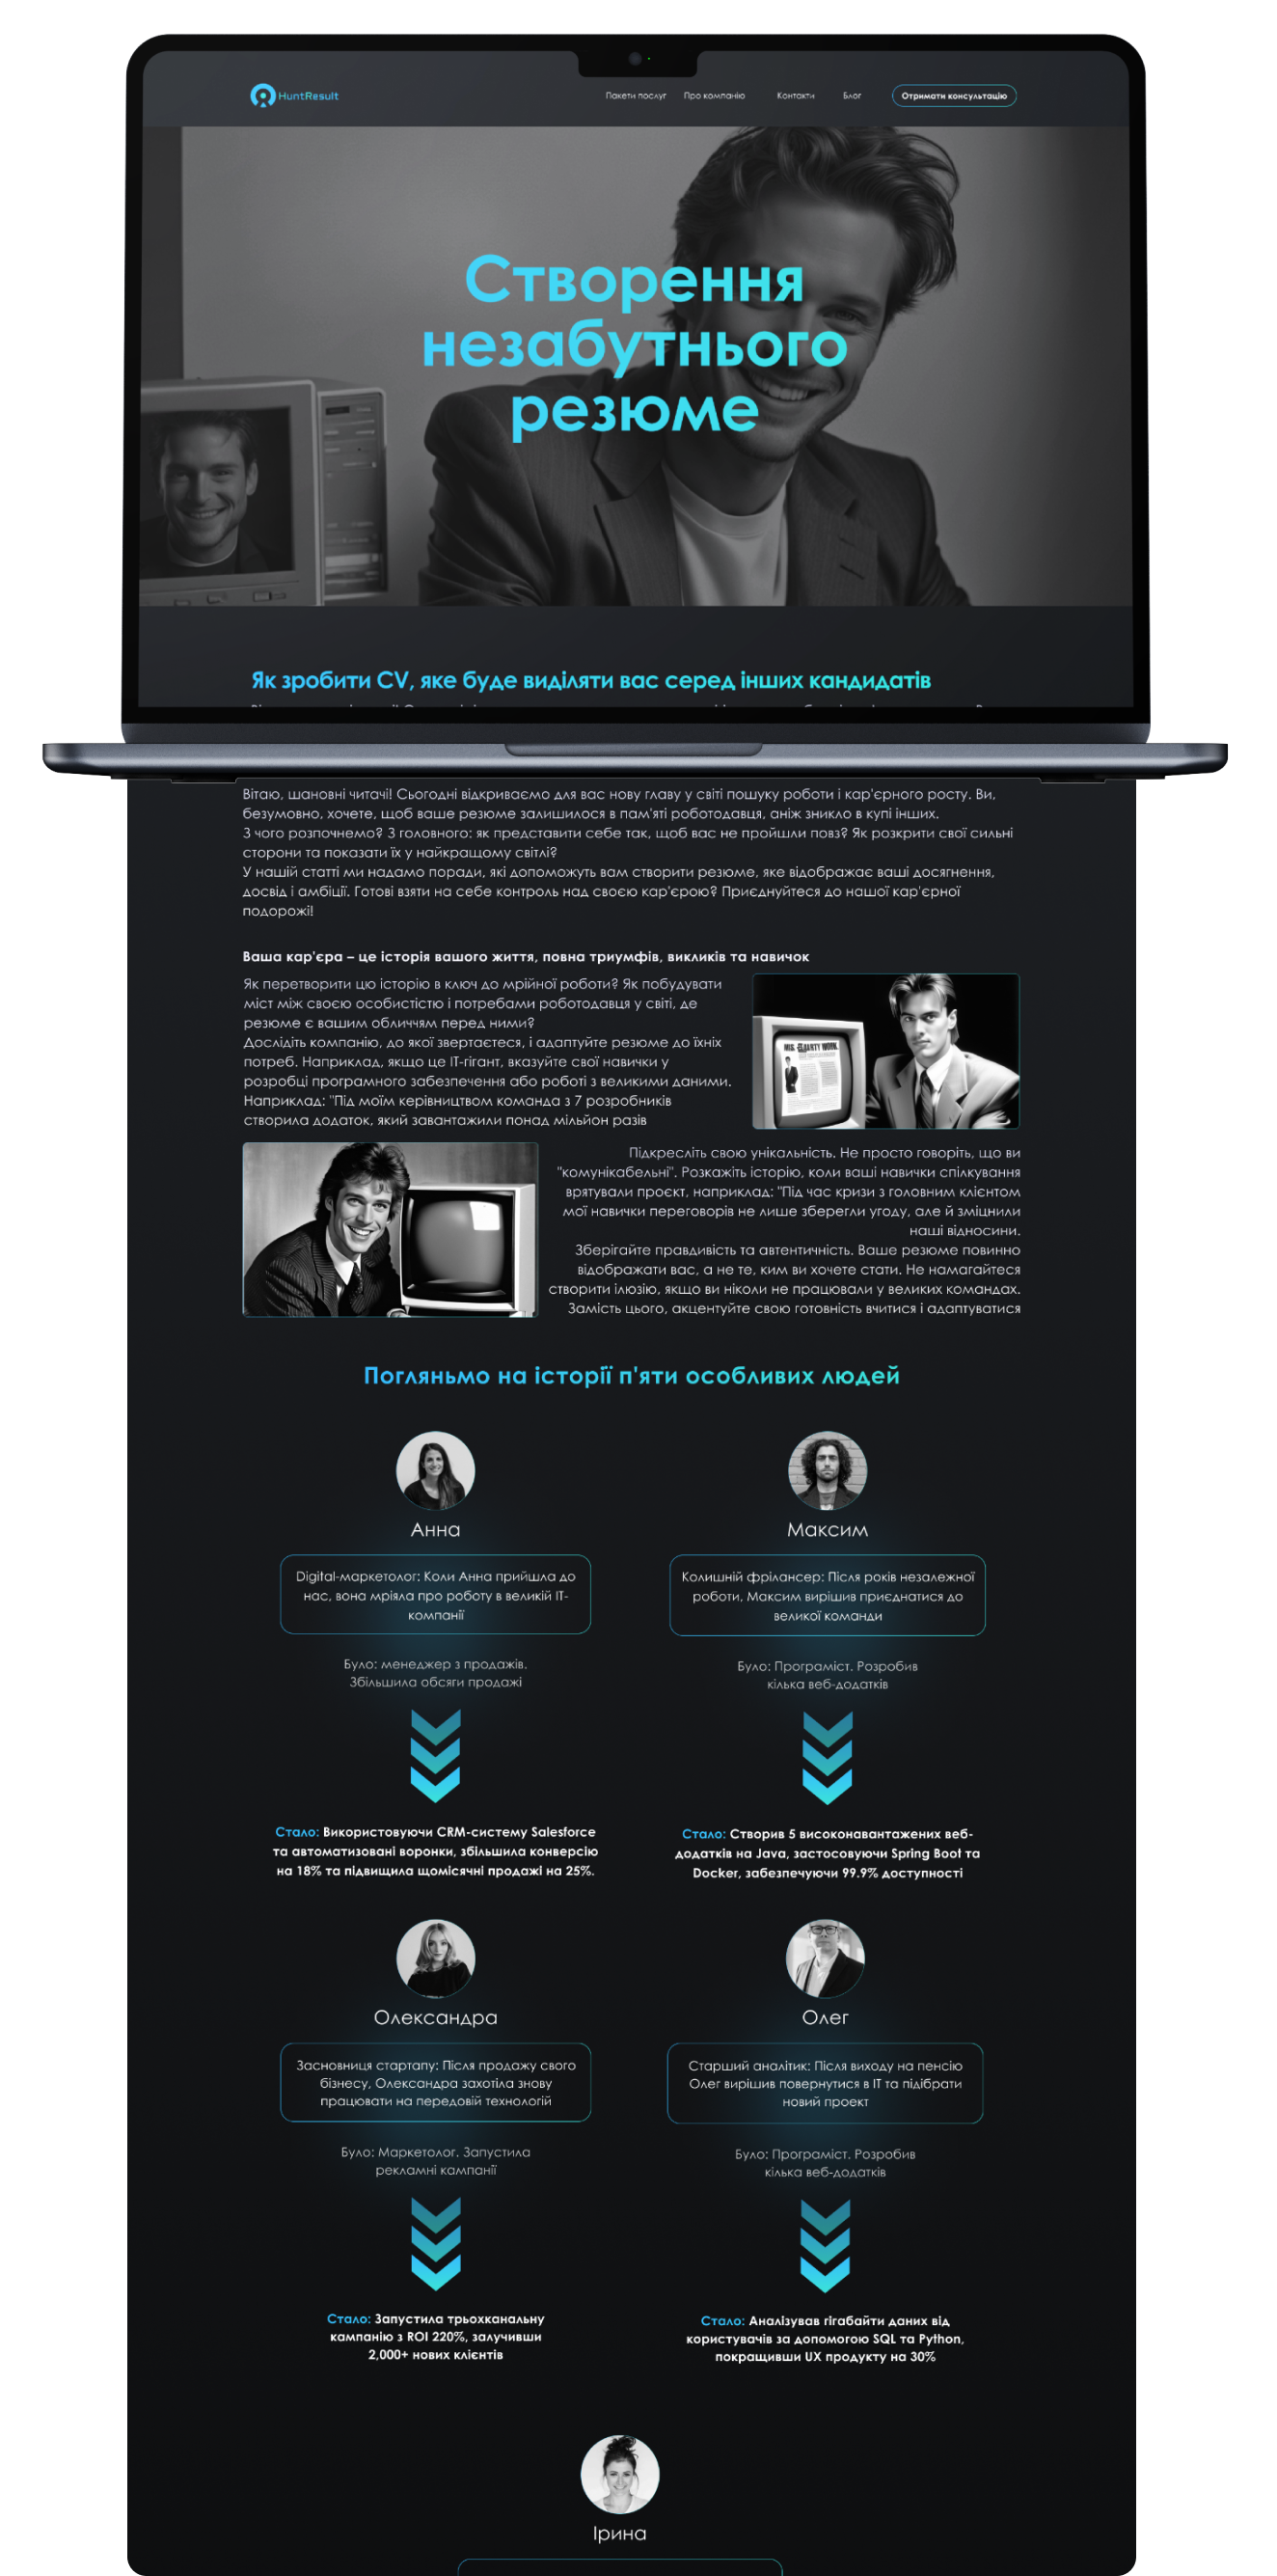 HuntResult
Пакети послуг Про компанію Контакти Блог Отримати консультацію
Створення
незабутнього
резюме
Як зробити CV, яке буде виділяти вас серед інших кандидатів
Вітаю, шановні читачі! Сьогодні відкриваємо для вас нову главу у світі пошуку роботи і кар'єрного росту. Ви,
безумовно, хочете, щоб ваше резюме залишилося в пам'яті роботодавця, аніж зникло в купі інших.
З чого розпочнемо? З головного: як представити себе так, щоб вас не пройшли повз? Як розкрити свої сильні
сторони та показати їх у найкращому світлі?
У нашій статті ми надамо поради, які допоможуть вам створити резюме, яке відображає ваші досягнення,
досвід і амбіції. Готові взяти на себе контроль над своєю кар'єрою? Приєднуйтеся до нашої кар'єрної
подорожі!
Ваша кар'єра – це історія вашого життя, повна триумфів, викликів та навичок
Як перетворити цю історію в ключ до мрійної роботи? Як побудувати
міст між своєю особистістю і потребами роботодавця у світі, де
резюме є вашим обличчям перед ними?
Дослідіть компанію, до якої звертаєтеся, і адаптуйте резюме до їхніх
потреб. Наприклад, якщо це ІТ-гігант, вказуйте свої навички у
розробці програмного забезпечення або роботі з великими даними.
Наприклад: "Під моїм керівництвом команда з 7 розробників
створила додаток, який завантажили понад мільйон разів
Підкресліть свою унікальність. Не просто говоріть, що ви
"комунікабельні". Розкажіть історію, коли ваші навички спілкування
врятували проєкт, наприклад: "Під час кризи з головним клієнтом
мої навички переговорів не лише зберегли угоду, але й зміцнили
наші відносини.
Зберігайте правдивість та автентичність. Ваше резюме повинно
відображати вас, а не те, ким ви хочете стати. Не намагайтеся
створити ілюзію, якщо ви ніколи не працювали у великих командах.
Замість цього, акцентуйте свою готовність вчитися і адаптуватися
Погляньмо на історії п'яти особливих людей
Анна
Digital-маркетолог: Коли Анна прийшла до
нас, вона мріяла про роботу в великій ІТ-
компанії
Було: менеджер з продажів.
Збільшила обсяги продажі
Стало: Використовуючи CRM-систему Salesforce
та автоматизовані воронки, збільшила конверсію
на 18% та підвищила щомісячні продажі на 25%.
Максим
Колишній фрілансер: Після років незалежної
роботи, Максим вирішив приєднатися до
великої команди
Було: Програміст. Розробив
кілька веб-додатків
Стало: Створив 5 високонавантажених веб-
додатків на Java, застосовуючи Spring Boot та
Docker, забезпечуючи 99.9% доступності
Олександра
Засновниця стартапу: Після продажу свого
бізнесу, Олександра захотіла знову
працювати на передовій технологій
Було: Маркетолог. Запустила
рекламні кампанії
Стало: Запустила трьохканальну
кампанію з ROI 220%, залучивши
2,000+ нових клієнтів
Олег
Старший аналітик: Після виходу на пенсію
Олег вирішив повернутися в ІТ та підібрати
новий проект
Було: Програміст. Розробив
кілька веб-додатків
Стало: Аналізував гігабайти даних від
користувачів за допомогою SQL та Python,
покращивши UX продукту на 30%
Ірина